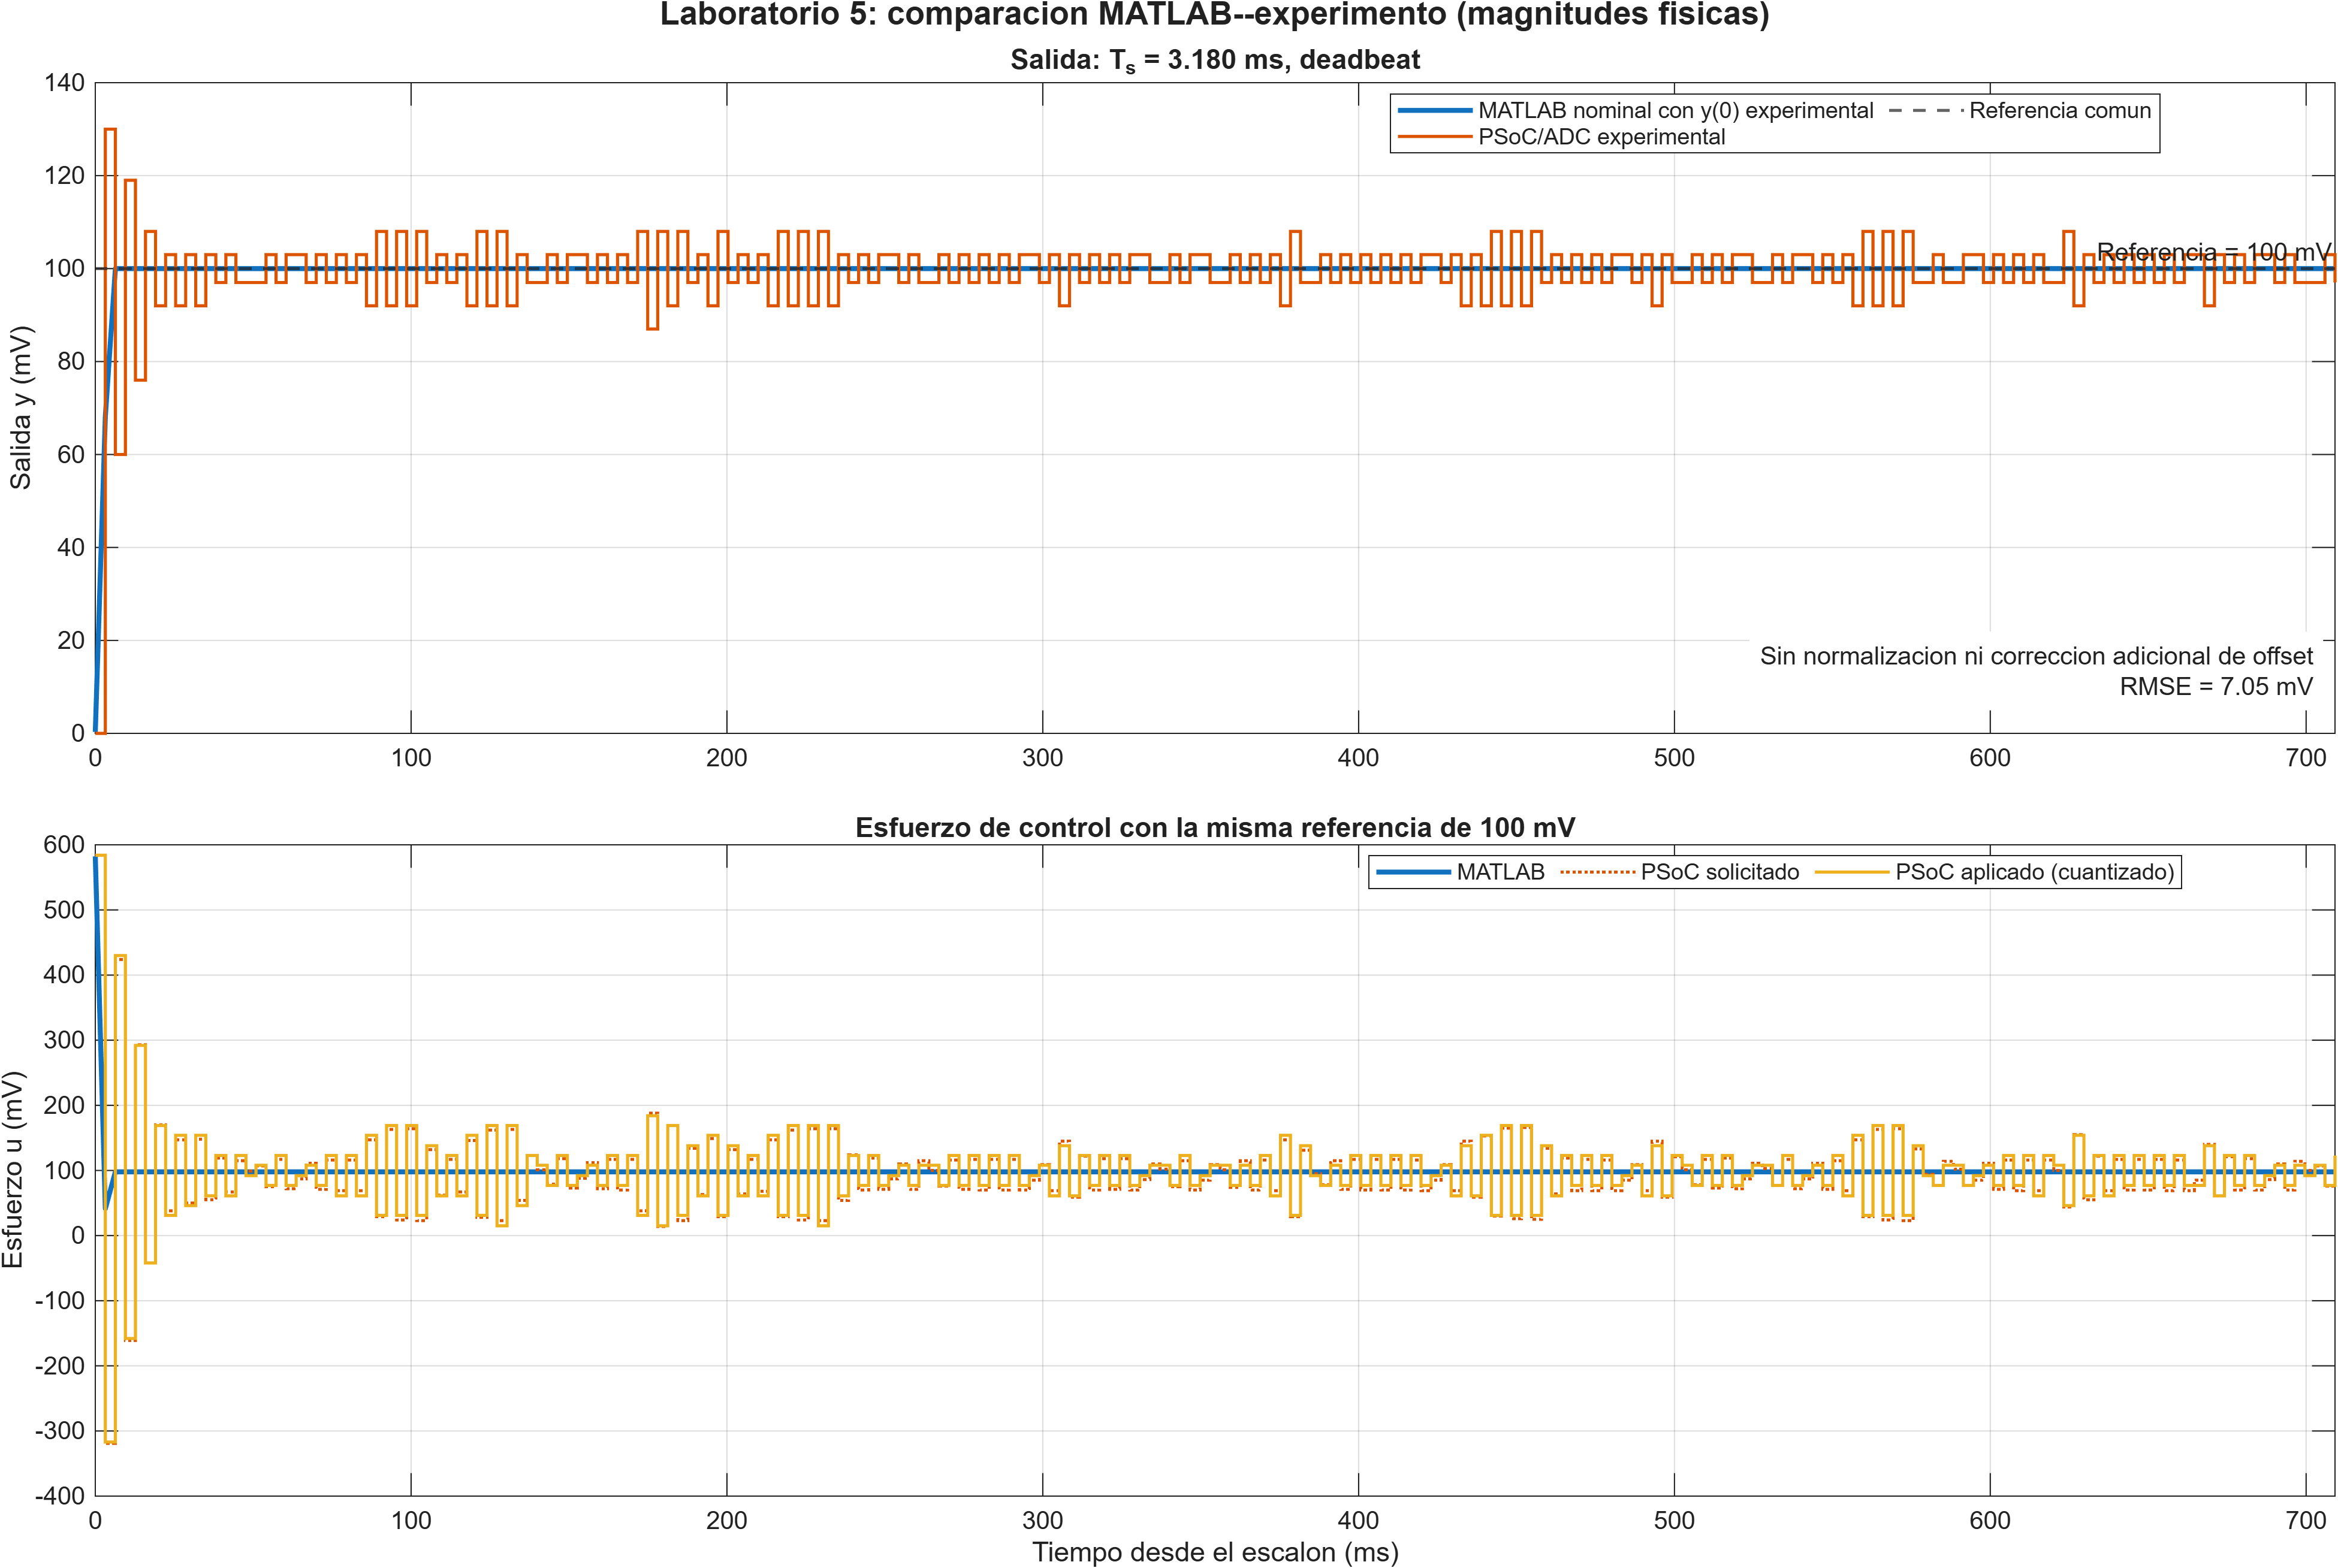 Laboratorio 5: comparacion MATLAB--experimento (magnitudes fisicas)
Salida: Ts = 3.180 ms, deadbeat
140
120
100
80
60
40
20
0
Salida y (mV)
MATLAB nominal con y(0) experimental
Referencia comun
PSoC/ADC experimental
Referencia = 100 mV
Sin normalizacion ni correccion adicional de offset
RMSE = 7.05 mV
0 100 200 300 400 500 600 700
Esfuerzo de control con la misma referencia de 100 mV
600
500
400
300
200
100
0
-100
-200
-300
-400
Esfuerzo u (mV)
MATLAB PSoC solicitado PSoC aplicado (cuantizado)
0 100 200 300 400 500 600 700
Tiempo desde el escalon (ms)